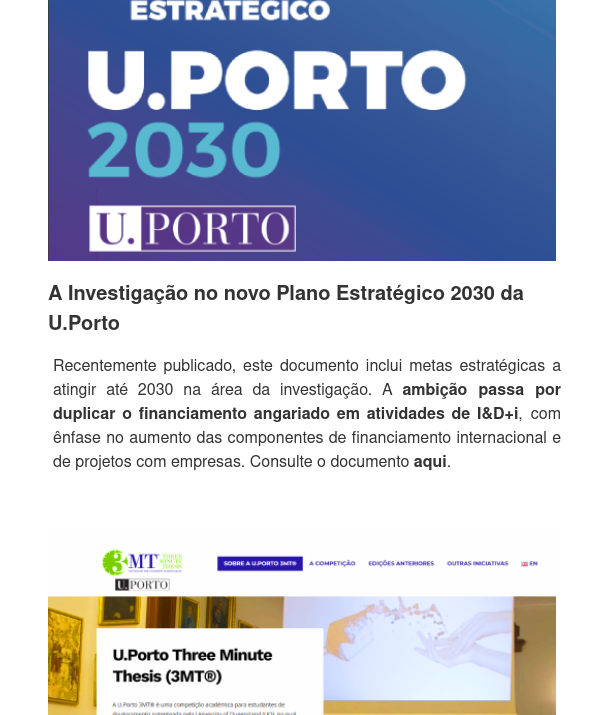 ESTRATÉGICO
U.PORTO
2030
U.PORTO
A Investigação no novo Plano Estratégico 2030 da
U.Porto
Recentemente publicado, este documento inclui metas estratégicas a
atingir até 2030 na área da investigação. A ambição passa por
duplicar o financiamento angariado em atividades de I&D+i, com
ênfase no aumento das componentes de financiamento internacional e
de projetos com empresas. Consulte o documento aqui.
3MT® THREE MINUTE THESIS
U.PORTO
SOBRE A U.PORTO 3MT® A COMPETIÇÃO EDIÇÕES ANTERIORES OUTRAS INICIATIVAS EN
U.Porto Three Minute
Thesis (3MT®)
A U.Porto 3MT® é uma competição académica para estudantes de